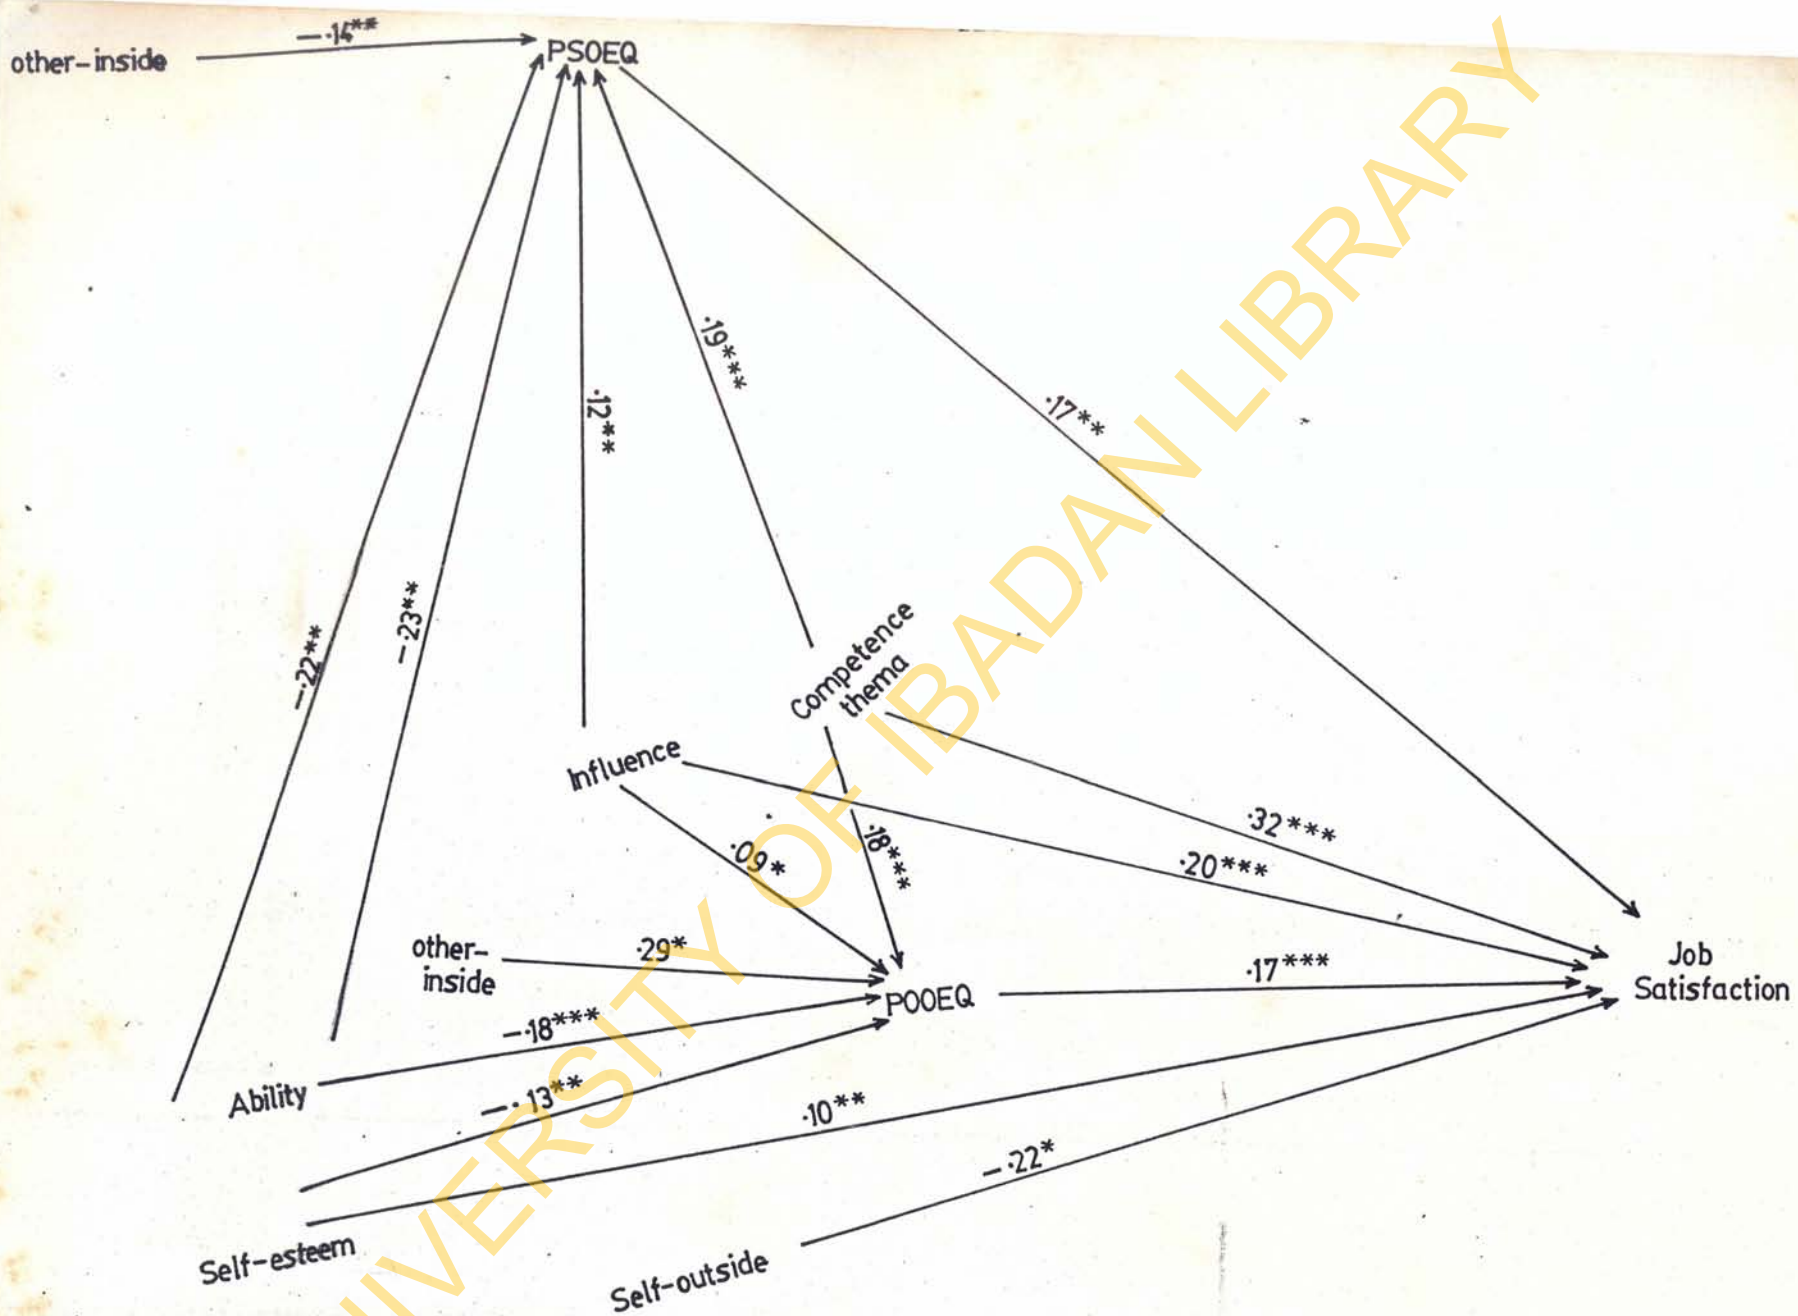 —·14**
other-inside
PSOEQ
·19***
·17**
·12**
—·23**
—·22**
Competence
thema
Influence
·32***
·20***
·09*
·18***
other-
inside
·29*
POOEQ
·17***
Job
Satisfaction
—·18***
Ability
—·13**
·10**
—·22*
Self-esteem
Self-outside
UNIVERSITY OF IBADAN LIBRARY